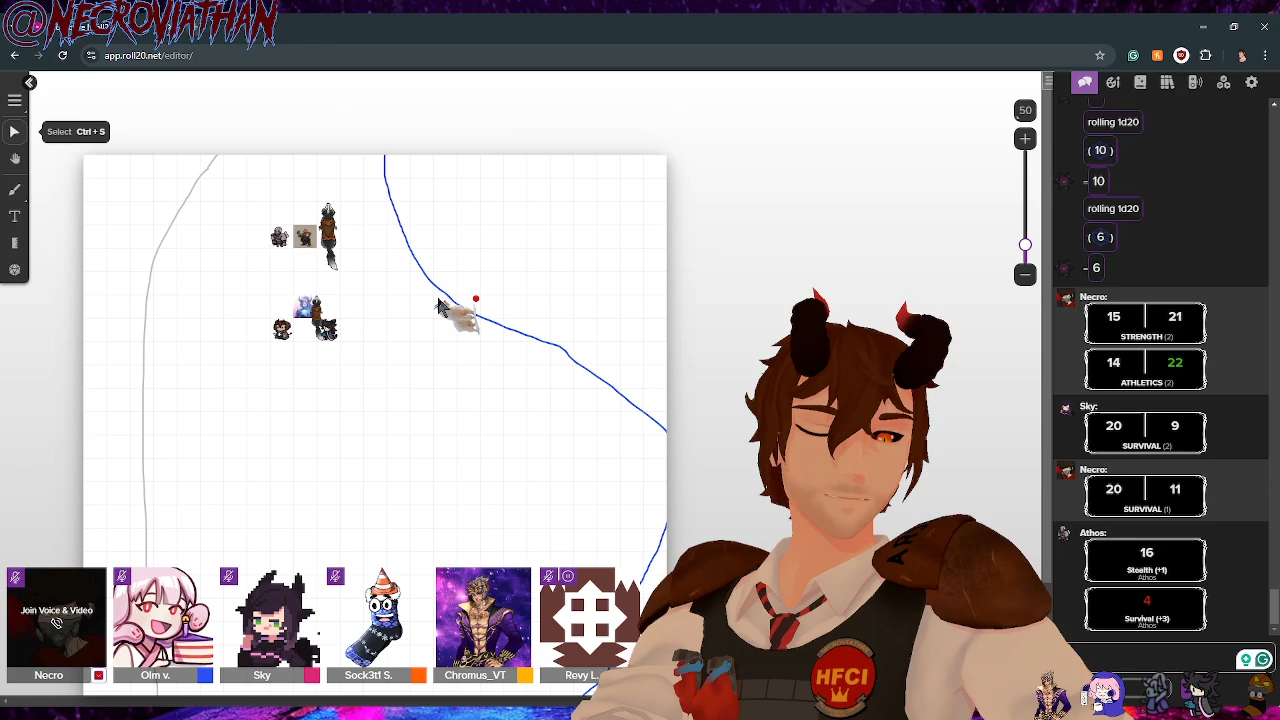 @NECROVIATHAN
app.roll20.net/editor/
Select Ctrl + S
50
rolling 1d20
( 10 )
= 10
rolling 1d20
( 6 )
= 6
Necro:
15 21
STRENGTH (2)
14 22
ATHLETICS (2)
Sky:
20 9
SURVIVAL (2)
Necro:
20 11
SURVIVAL (1)
Athos:
16
Stealth (+1)
Athos
4
Survival (+3)
Athos
Join Voice & Video
Necro
Olm v.
Sky
Sock3tl S.
Chromus_VT
Revy L.
HFCI